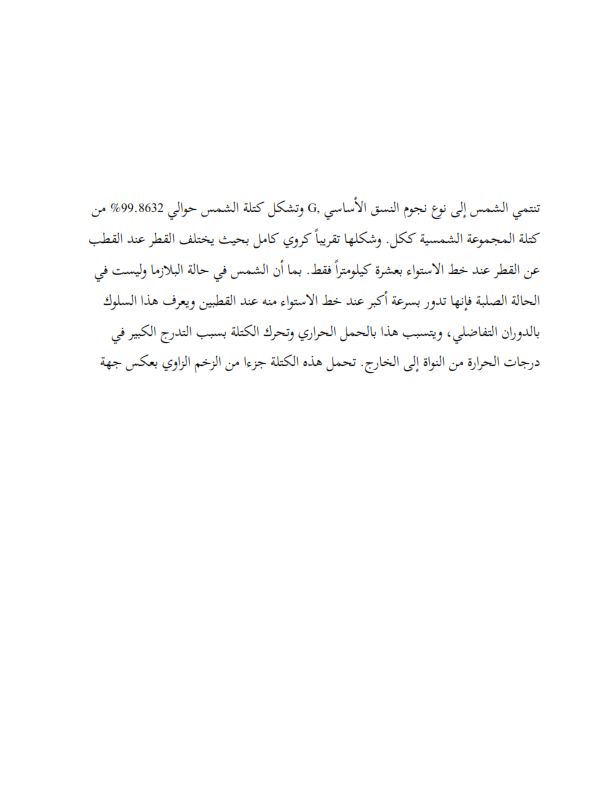 تنتمي الشمس إلى نوع نجوم النسق الأساسي G, وتشكل كتلة الشمس حوالي 99.8632% من
كتلة المجموعة الشمسية ككل. وشكلها تقريباً كروي كامل بحيث يختلف القطر عند القطب
عن القطر عند خط الاستواء بعشرة كيلومتراً فقط. بما أن الشمس في حالة البلازما وليست في
الحالة الصلبة فإنها تدور بسرعة أكبر عند خط الاستواء منه عند القطبين ويعرف هذا السلوك
بالدوران التفاضلي، ويتسبب هذا بالحمل الحراري وتحرك الكتلة بسبب التدرج الكبير في
درجات الحرارة من النواة إلى الخارج. تحمل هذه الكتلة جزءا من الزخم الزاوي بعكس جهة